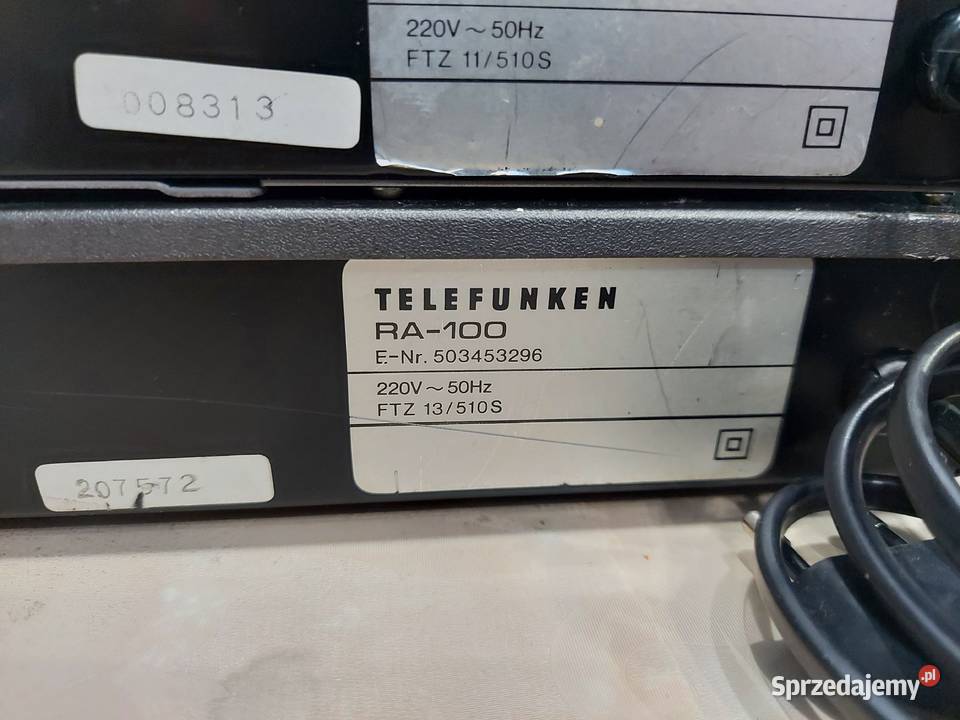 220V ~ 50Hz
FTZ 11/510S
008313
TELEFUNKEN
RA-100
E-Nr. 503453296
220V ~ 50Hz
FTZ 13/510S
207572
Sprzedajemy.pl